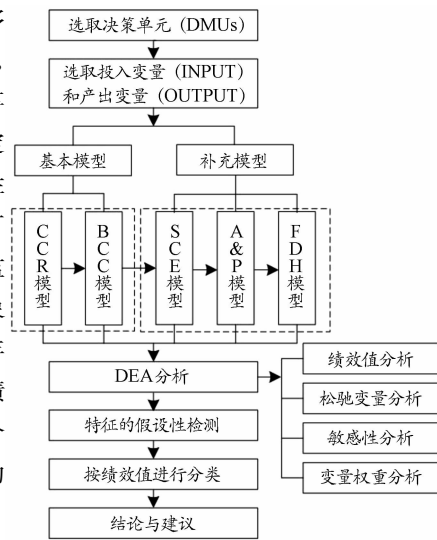 选取决策单元（DMUs）
选取投入变量（INPUT）
和产出变量（OUTPUT）
基本模型
补充模型
CCR模型
BCC模型
SCE模型
A&P模型
FDH模型
DEA分析
绩效值分析
松驰变量分析
敏感性分析
变量权重分析
特征的假设性检测
按绩效值进行分类
结论与建议